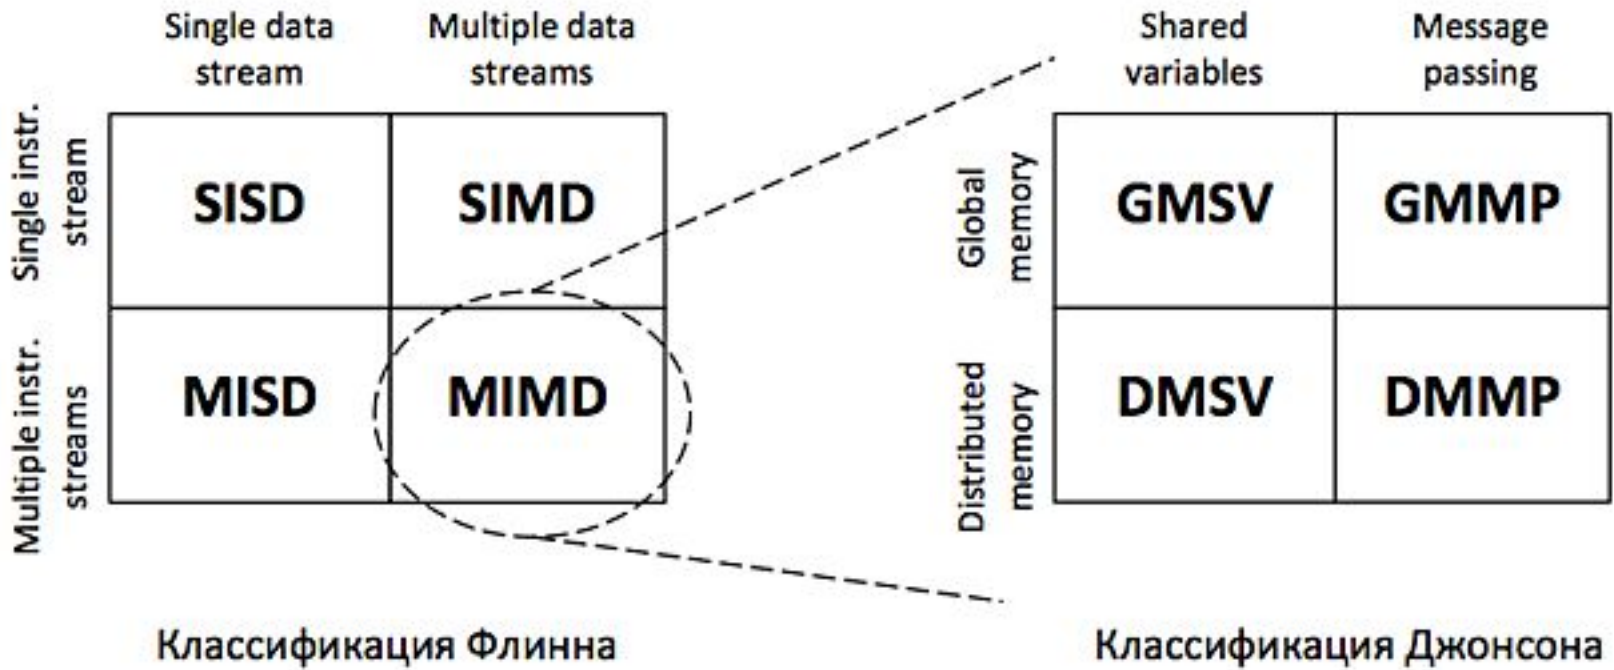 Single data
stream
Multiple data
streams
Single instr.
stream
SISD
SIMD
Multiple instr.
streams
MISD
MIMD
Классификация Флинна
Shared
variables
Message
passing
Global
memory
GMSV
GMMP
Distributed
memory
DMSV
DMMP
Классификация Джонсона